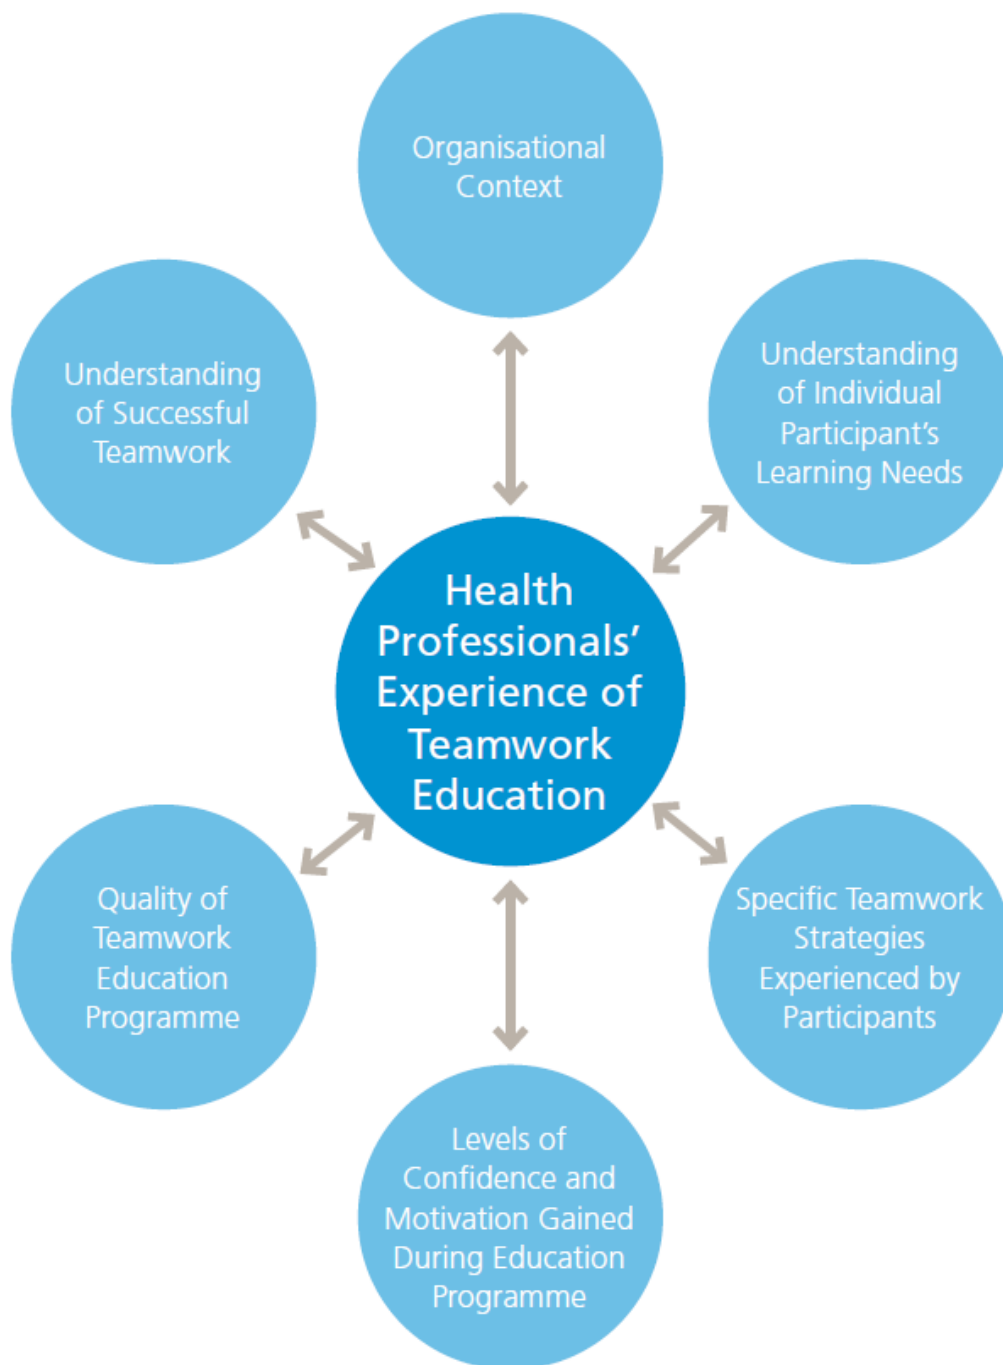 Organisational
Context
Understanding
of Successful
Teamwork
Understanding
of Individual
Participant’s
Learning Needs
Health
Professionals’
Experience of
Teamwork
Education
Quality of
Teamwork
Education
Programme
Specific Teamwork
Strategies
Experienced by
Participants
Levels of
Confidence and
Motivation Gained
During Education
Programme